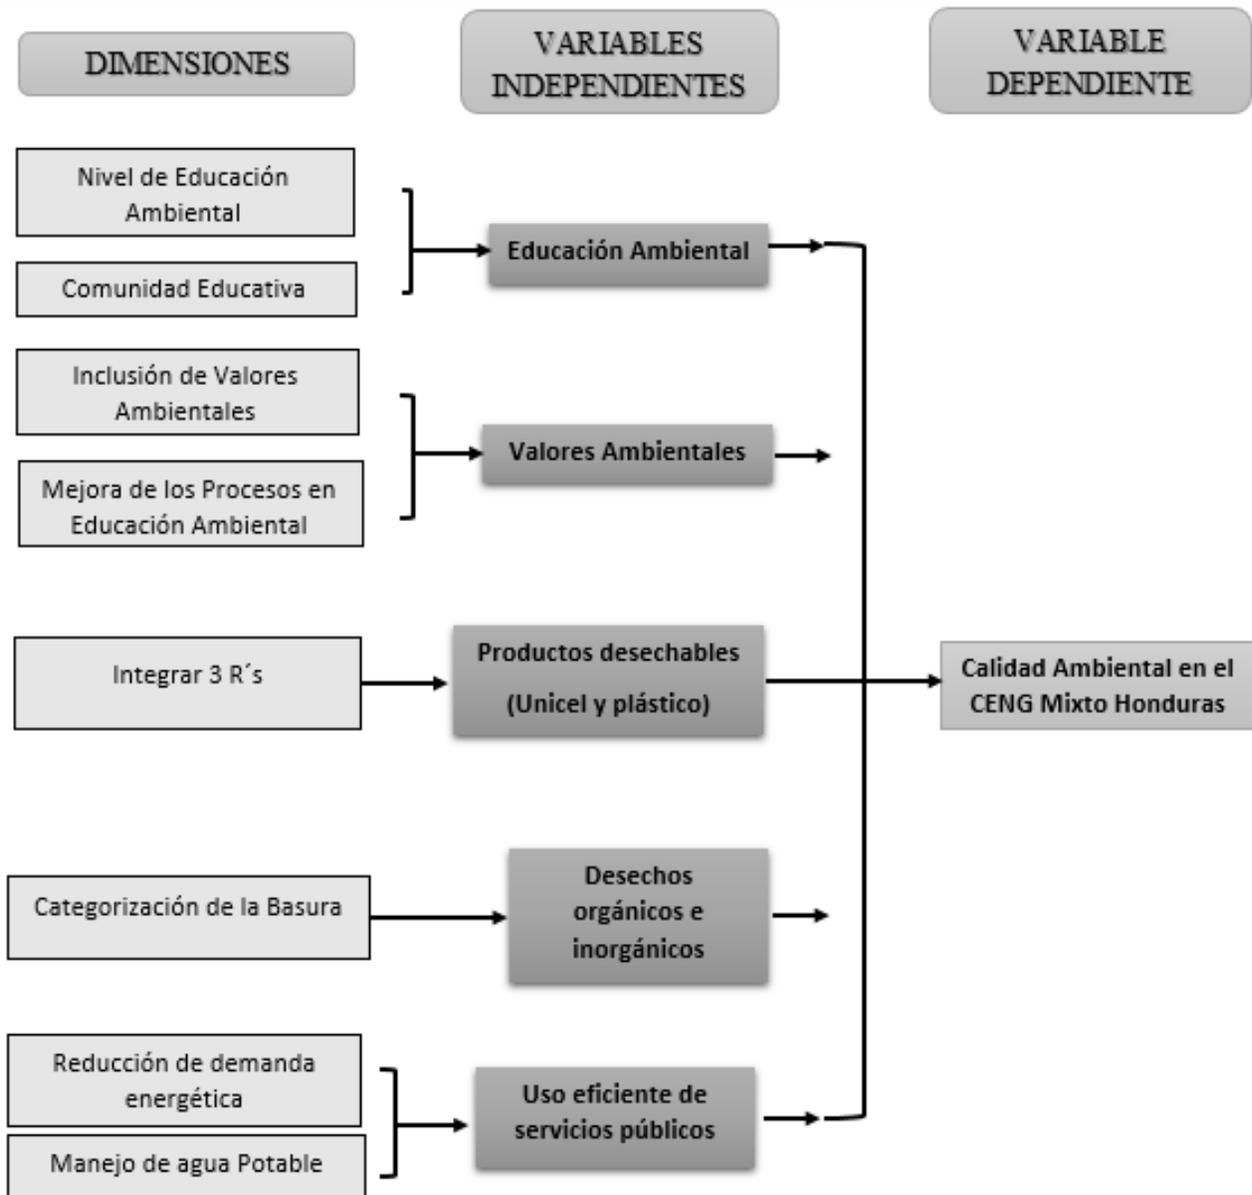 DIMENSIONES
VARIABLES
INDEPENDIENTES
VARIABLE
DEPENDIENTE
Nivel de Educación
Ambiental
Comunidad Educativa
Educación Ambiental
Inclusión de Valores
Ambientales
Mejora de los Procesos en
Educación Ambiental
Valores Ambientales
Integrar 3 R´s
Productos desechables
(Unicel y plástico)
Calidad Ambiental en el
CENG Mixto Honduras
Categorización de la Basura
Desechos
orgánicos e
inorgánicos
Reducción de demanda
energética
Manejo de agua Potable
Uso eficiente de
servicios públicos